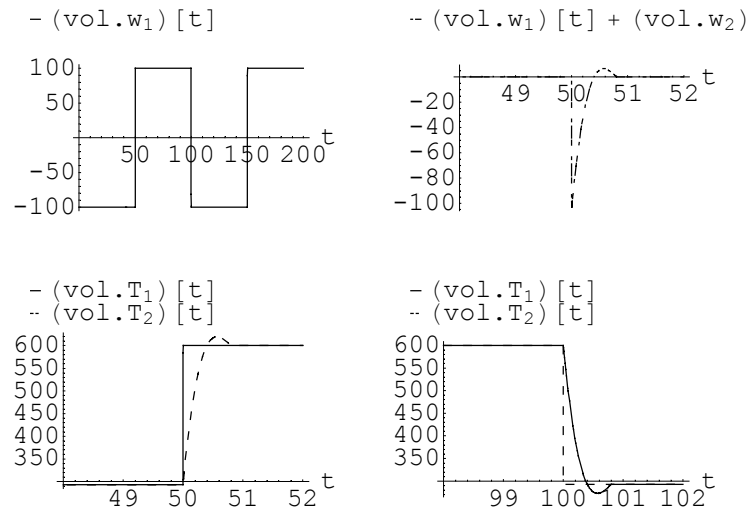 - (vol.w₁)[t]
100
50
-50
-100
50 100 150 200
t
-- (vol.w₁)[t] + (vol.w₂)
-20
-40
-60
-80
-100
49 50 51 52
t
- (vol.T₁)[t]
-- (vol.T₂)[t]
600
550
500
450
400
350
49 50 51 52
t
- (vol.T₁)[t]
-- (vol.T₂)[t]
600
550
500
450
400
350
99 100 101 102
t